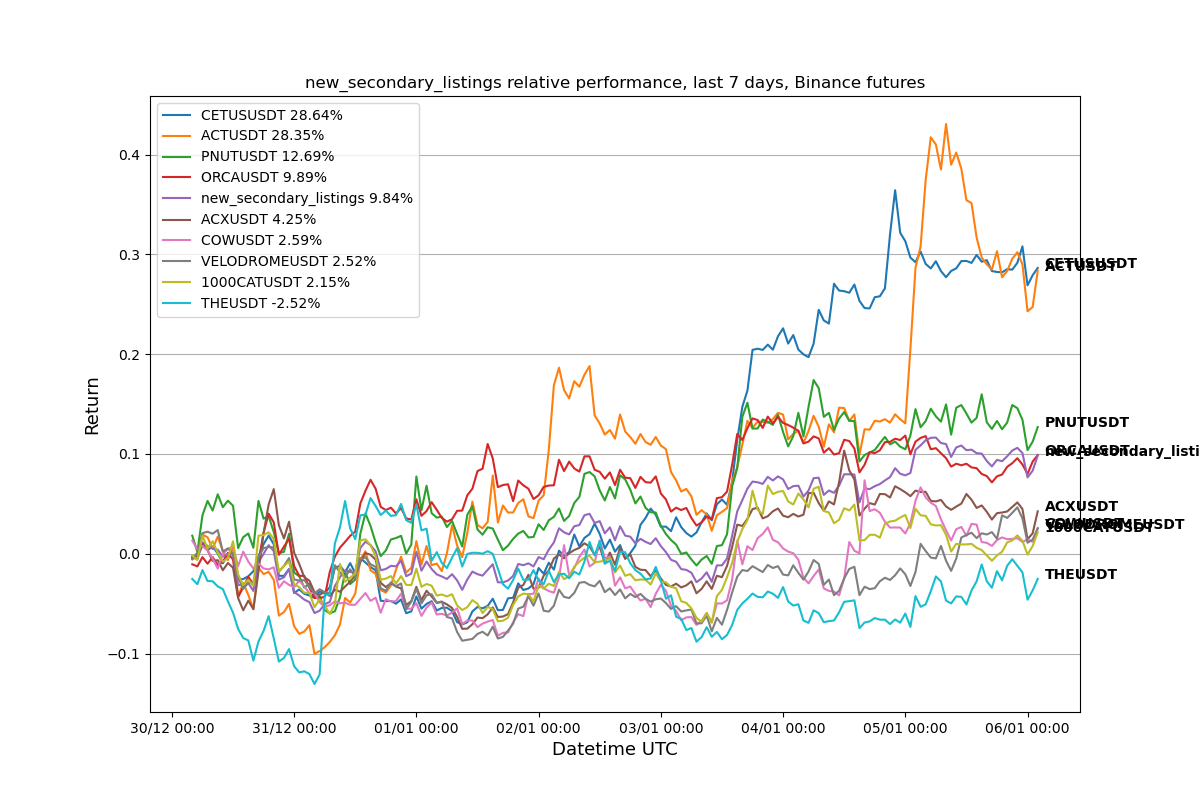 new_secondary_listings relative performance, last 7 days, Binance futures
CETUSUSDT 28.64%
ACTUSDT 28.35%
PNUTUSDT 12.69%
ORCAUSDT 9.89%
new_secondary_listings 9.84%
ACXUSDT 4.25%
COWUSDT 2.59%
VELODROMEUSDT 2.52%
1000CATUSDT 2.15%
THEUSDT -2.52%
0.4
0.3
0.2
0.1
0.0
−0.1
Return
30/12 00:00
31/12 00:00
01/01 00:00
02/01 00:00
03/01 00:00
04/01 00:00
05/01 00:00
06/01 00:00
Datetime UTC
CETUSUSDT
ACTUSDT
PNUTUSDT
ORCAUSDT
new_secondary_listi
ACXUSDT
THEUSDT